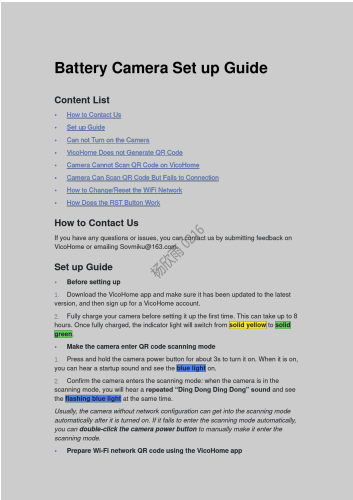 Battery Camera Set up Guide
Content List
• How to Contact Us
• Set up Guide
• Can not Turn on the Camera
• VicoHome Does not Generate QR Code
• Camera Cannot Scan QR Code on VicoHome
• Camera Can Scan QR Code But Fails to Connection
• How to Change/Reset the WiFi Network
• How Does the RST Button Work
How to Contact Us
If you have any questions or issues, you can contact us by submitting feedback on
VicoHome or emailing Sovmiku@163.com.
Set up Guide
• Before setting up
1. Download the VicoHome app and make sure it has been updated to the latest
version, and then sign up for a VicoHome account.
2. Fully charge your camera before setting it up the first time. This can take up to 8
hours. Once fully charged, the indicator light will switch from solid yellow to solid
green.
• Make the camera enter QR code scanning mode
1. Press and hold the camera power button for about 3s to turn it on. When it is on,
you can hear a startup sound and see the blue light on.
2. Confirm the camera enters the scanning mode: when the camera is in the
scanning mode, you will hear a repeated “Ding Dong Ding Dong” sound and see
the flashing blue light at the same time.
Usually, the camera without network configuration can get into the scanning mode
automatically after it is turned on. If it fails to enter the scanning mode automatically,
you can double-click the camera power button to manually make it enter the
scanning mode.
• Prepare Wi-Fi network QR code using the VicoHome app
0216